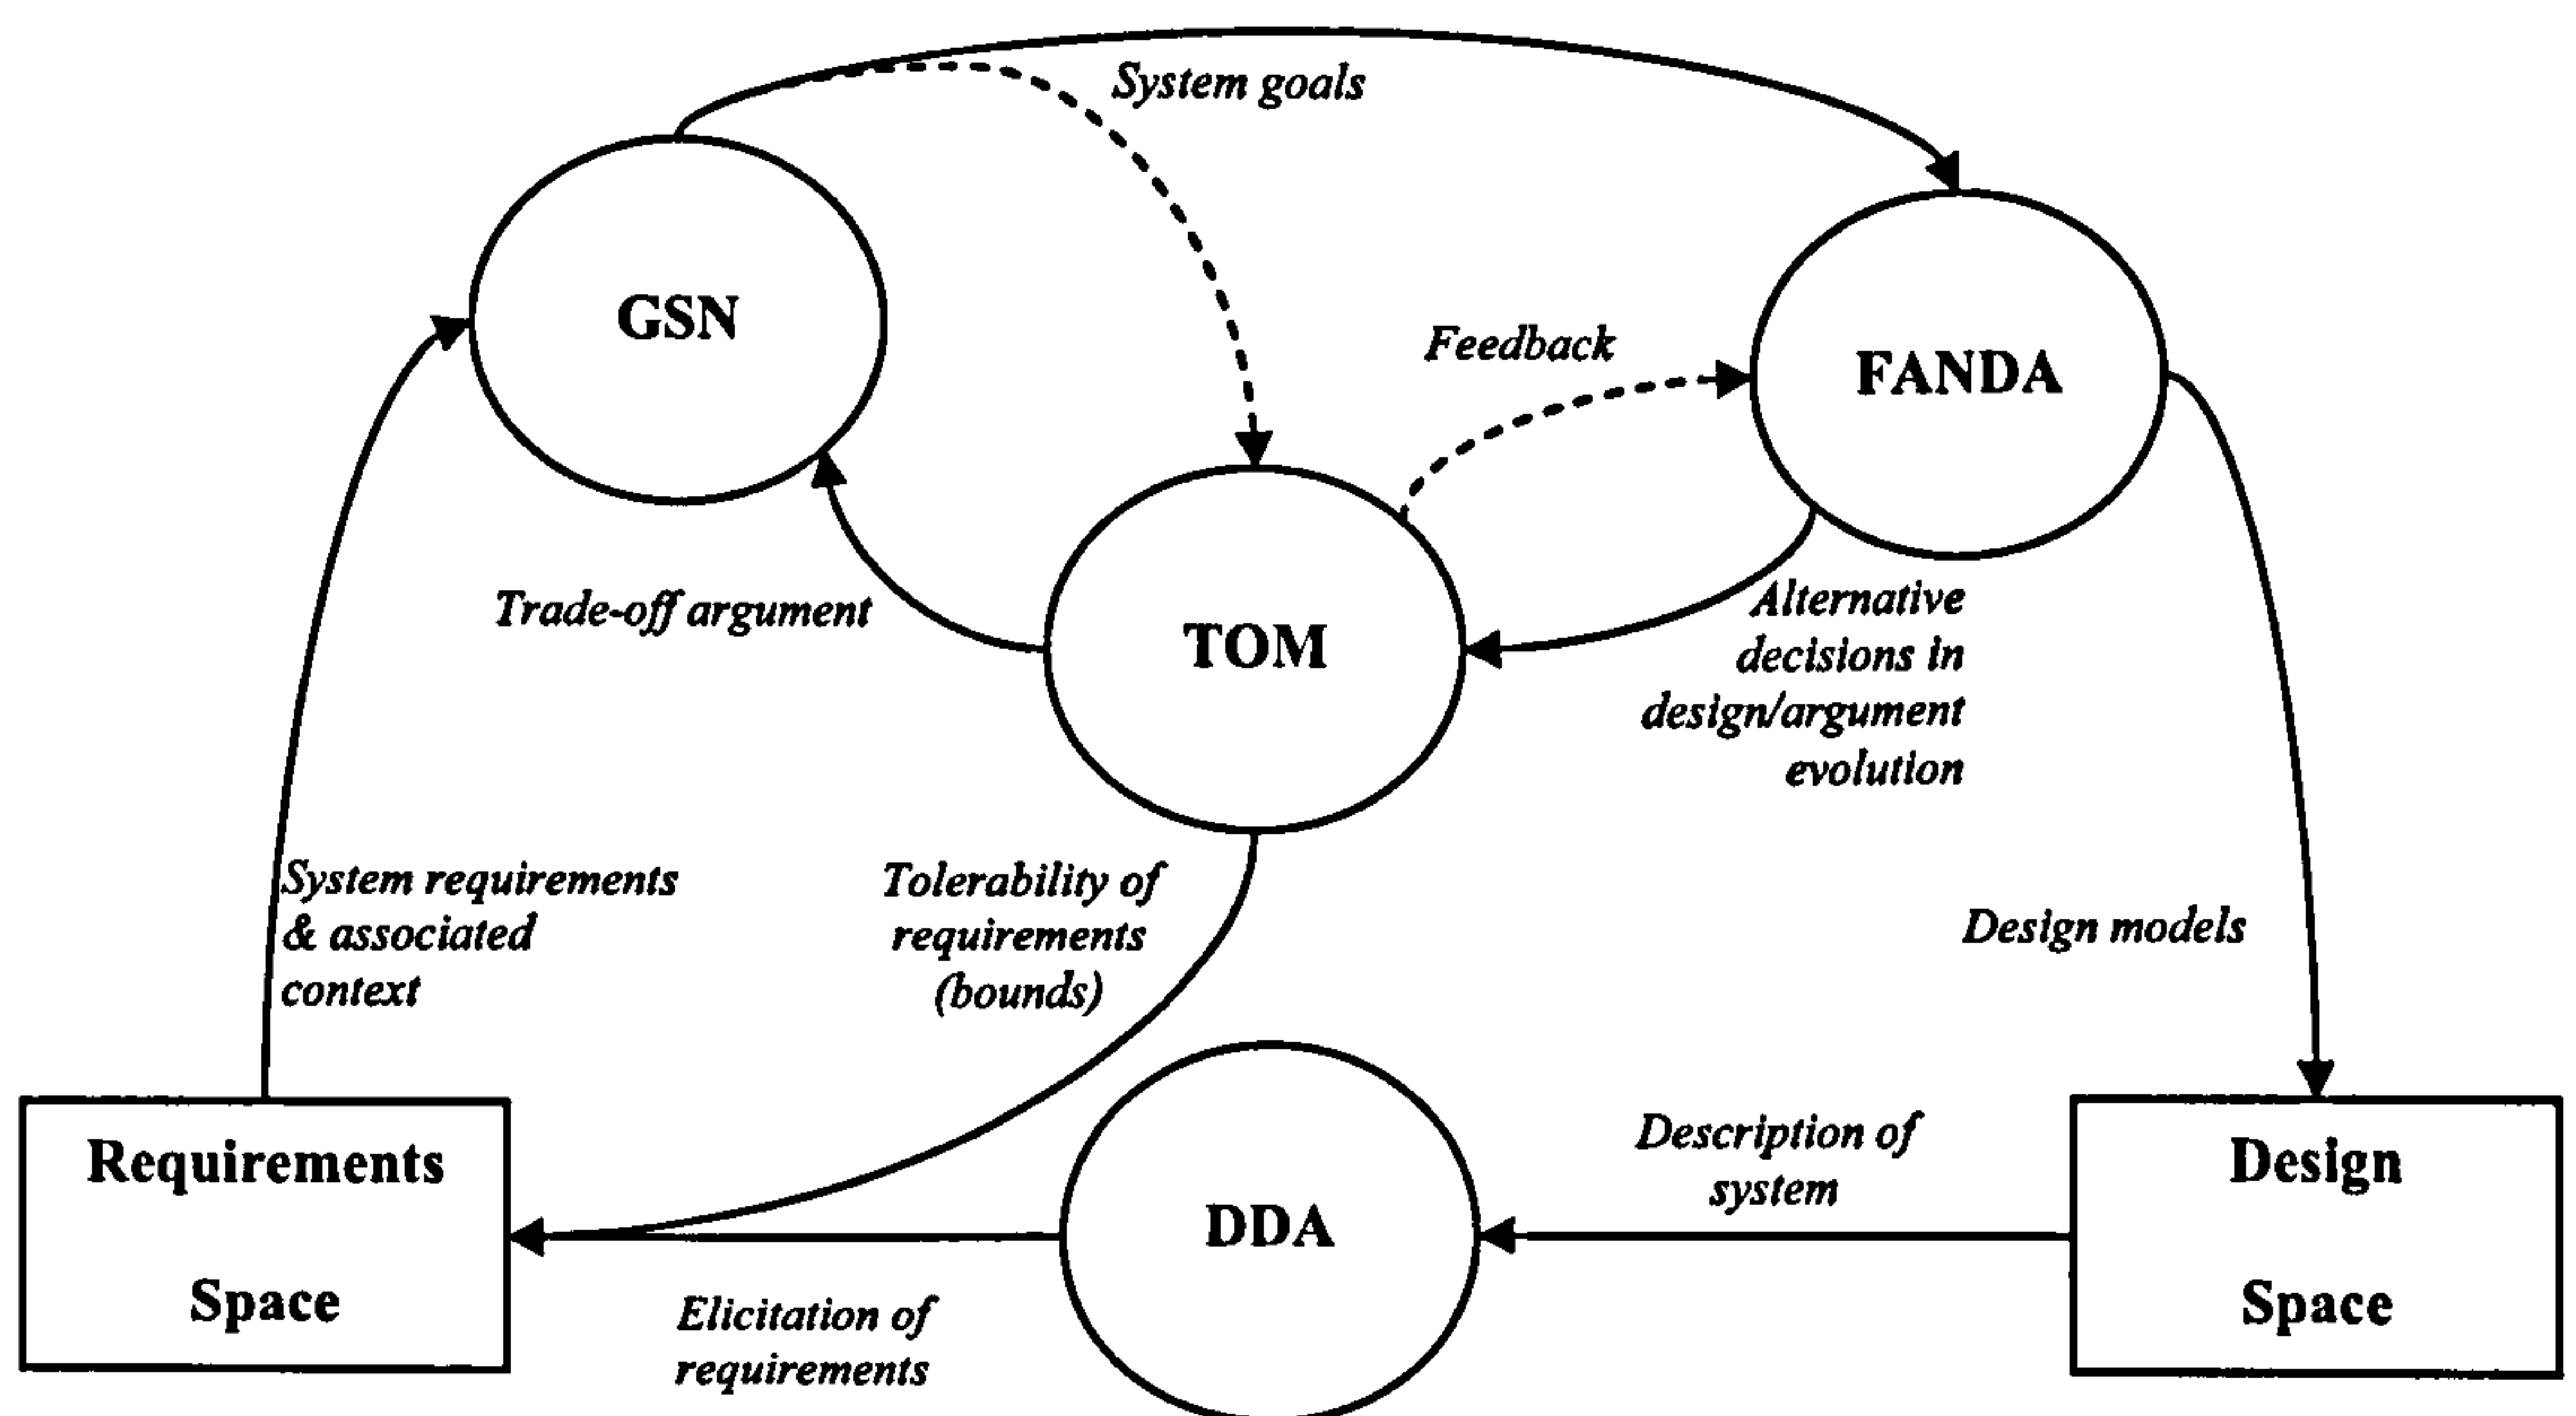 System goals
GSN
Feedback
FANDA
Trade-off argument
TOM
Alternative
decisions in
design/argument
evolution
System requirements
& associated
context
Tolerability of
requirements
(bounds)
Design models
Requirements
Space
Elicitation of
requirements
DDA
Description of
system
Design
Space